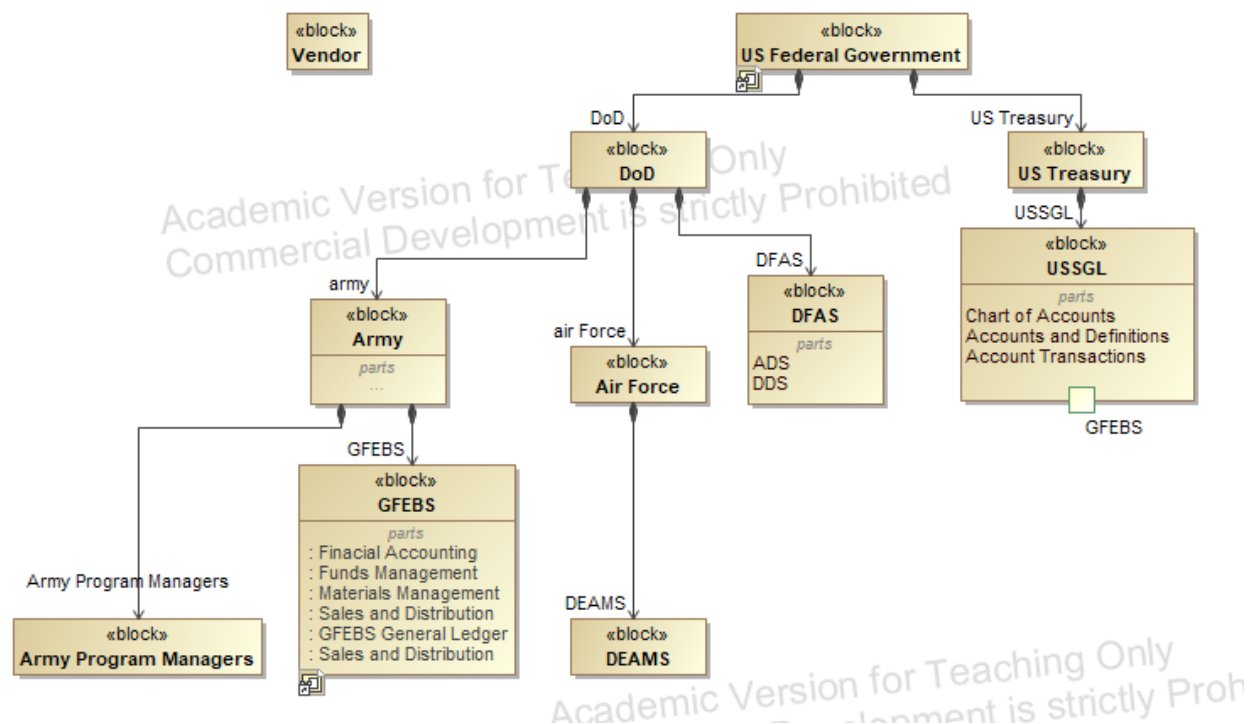 «block»
Vendor
«block»
US Federal Government
DoD
US Treasury
«block»
DoD
«block»
US Treasury
Academic Version for Teaching Only
Commercial Development is strictly Prohibited
USSGL
«block»
USSGL
parts
Chart of Accounts
Accounts and Definitions
Account Transactions
GFEBS
army
«block»
Army
parts
...
air Force
«block»
Air Force
DFAS
«block»
DFAS
parts
ADS
DDS
GFEBS
«block»
GFEBS
parts
: Finacial Accounting
: Funds Management
: Materials Management
: Sales and Distribution
: GFEBS General Ledger
: Sales and Distribution
Army Program Managers
«block»
Army Program Managers
DEAMS
«block»
DEAMS
Academic Version for Teaching Only
is strictly